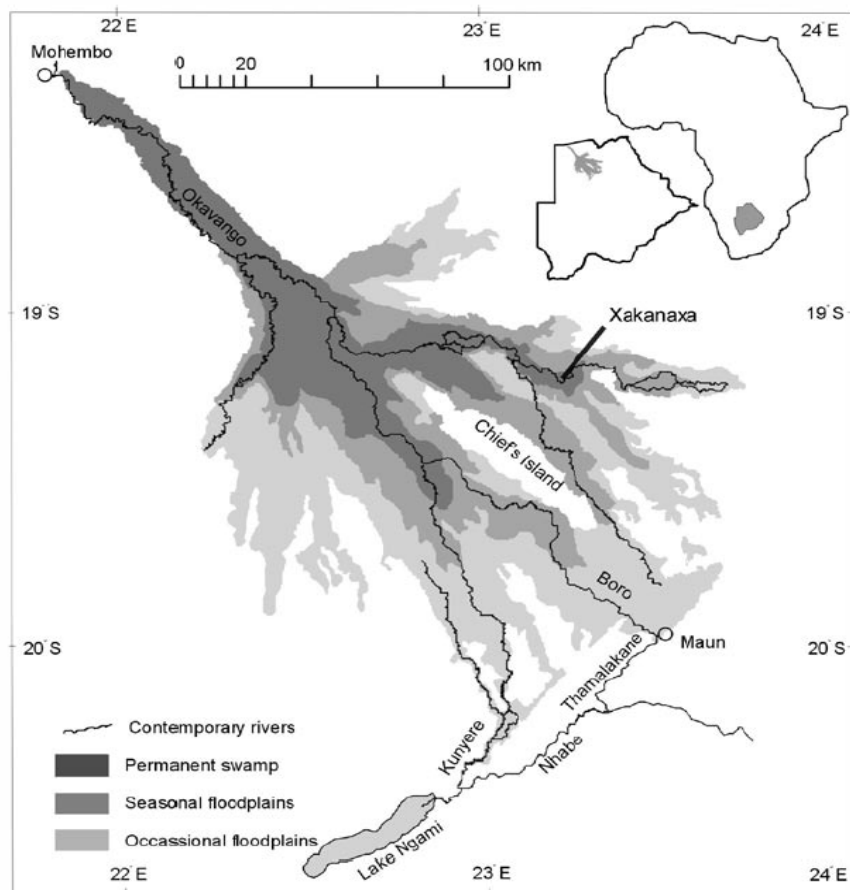 22 E
23 E
24 E
Mohembo
0 20 100 km
Okavango
19 S
19°S
Xakanaxa
Chief's Island
Boro
20 S
20°S
Maun
Thamalakane
Kunyere
Nhabe
Lake Ngami
Contemporary rivers
Permanent swamp
Seasonal floodplains
Occassional floodplains
22°E
23 E
24 E